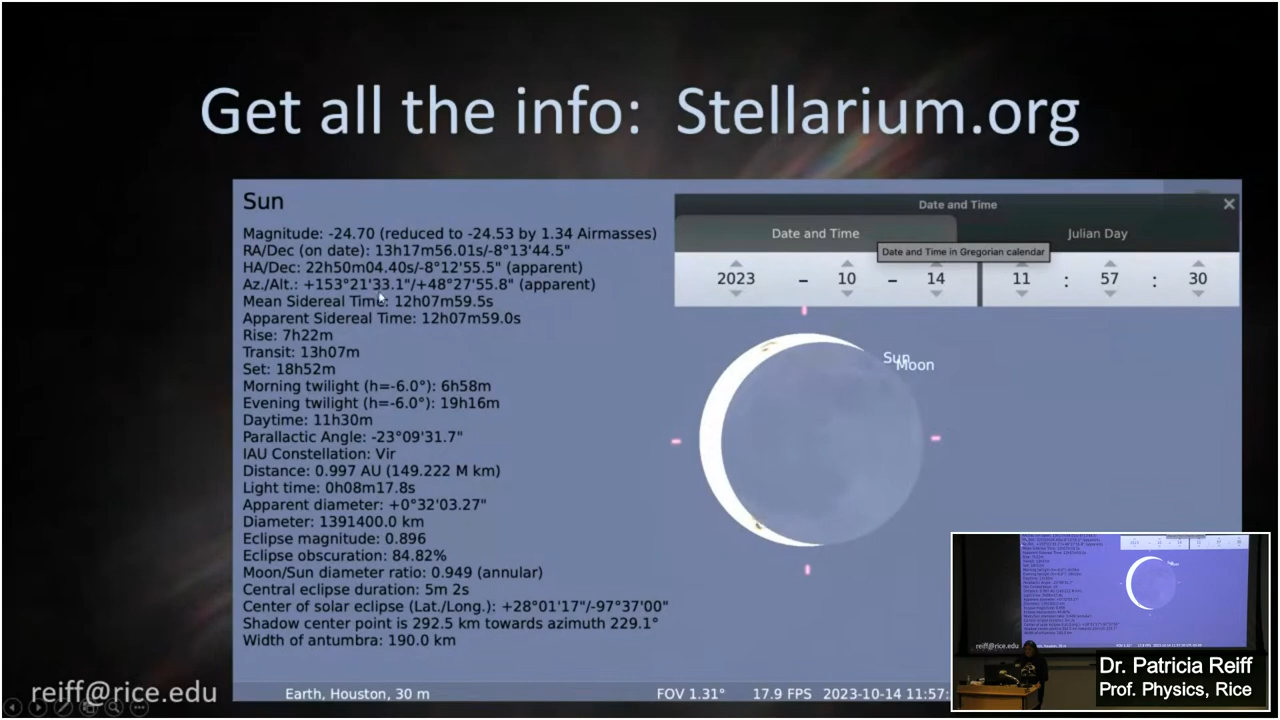 Get all the info: Stellarium.org
Sun
Magnitude: -24.70 (reduced to -24.53 by 1.34 Airmasses)
RA/Dec (on date): 13h17m56.01s/-8°13'44.5"
HA/Dec: 22h50m04.40s/-8°12'55.5" (apparent)
Az./Alt.: +153°21'33.1"/+48°27'55.8" (apparent)
Mean Sidereal Time: 12h07m59.5s
Apparent Sidereal Time: 12h07m59.0s
Rise: 7h22m
Transit: 13h07m
Set: 18h52m
Morning twilight (h=-6.0°): 6h58m
Evening twilight (h=-6.0°): 19h16m
Daytime: 11h30m
Parallactic Angle: -23°09'31.7"
IAU Constellation: Vir
Distance: 0.997 AU (149.222 M km)
Light time: 0h08m17.8s
Apparent diameter: +0°32'03.27"
Diameter: 1391400.0 km
Eclipse magnitude: 0.896
Eclipse obscuration: 84.82%
Moon/Sun diameter ratio: 0.949 (annular)
Central eclipse duration: 5m 2s
Center of solar eclipse (Lat./Long.): +28°01'17"/-97°37'00"
Shadow center point is 232.5 km towards azimuth 229.1°
Width of annular path: 190.0 km
Date and Time
Date and Time Julian Day
Date and Time in Gregorian calendar
2023 – 10 – 14 11 : 57 : 30
Sun
Moon
Earth, Houston, 30 m FOV 1.31° 17.9 FPS 2023-10-14 11:57:
reiff@rice.edu
reiff@rice.edu
Dr. Patricia Reiff
Prof. Physics, Rice